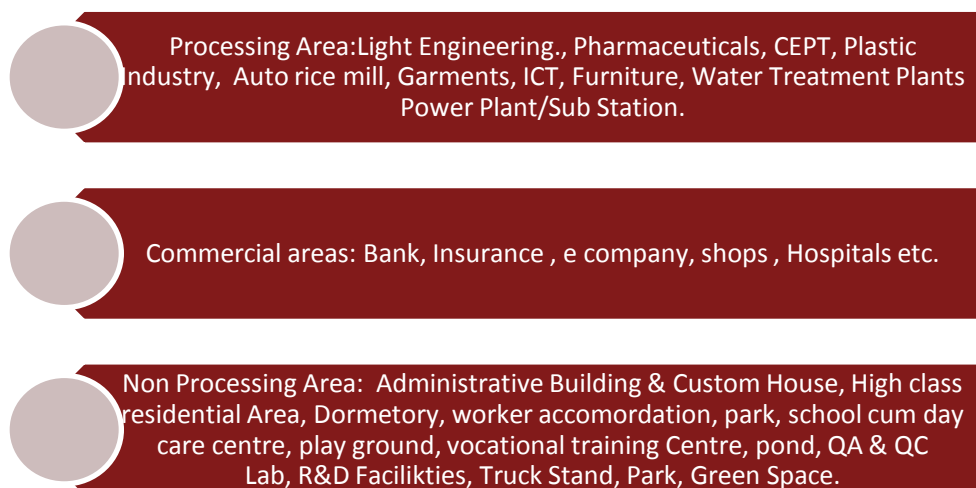 Processing Area:Light Engineering., Pharmaceuticals, CEPT, Plastic
Industry, Auto rice mill, Garments, ICT, Furniture, Water Treatment Plants
Power Plant/Sub Station.
Commercial areas: Bank, Insurance , e company, shops , Hospitals etc.
Non Processing Area: Administrative Building & Custom House, High class
residential Area, Dormetory, worker accomordation, park, school cum day
care centre, play ground, vocational training Centre, pond, QA & QC
Lab, R&D Facilikties, Truck Stand, Park, Green Space.